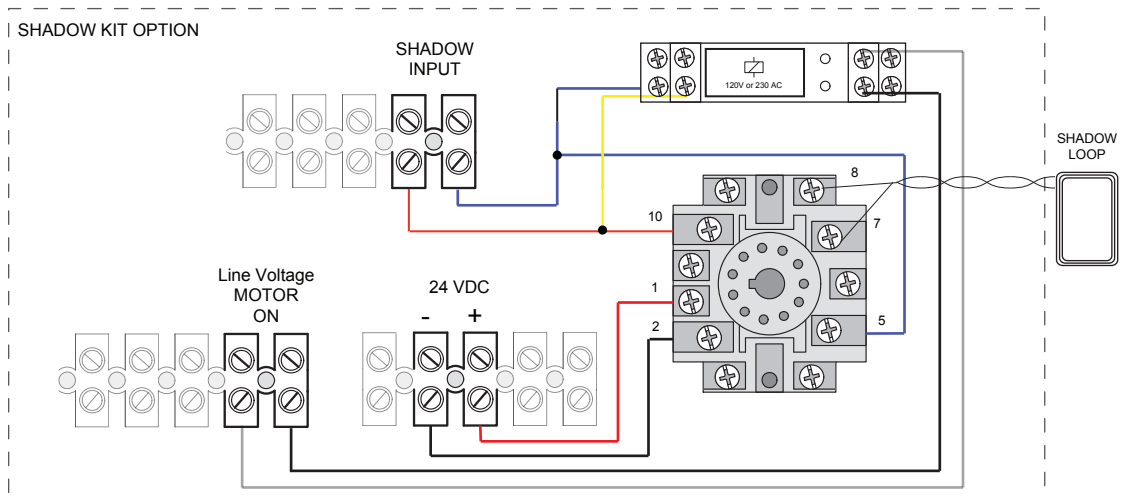 SHADOW KIT OPTION
SHADOW
INPUT
120V or 230 AC
SHADOW
LOOP
8
10
7
Line Voltage
MOTOR
ON
24 VDC
- +
1
2
5